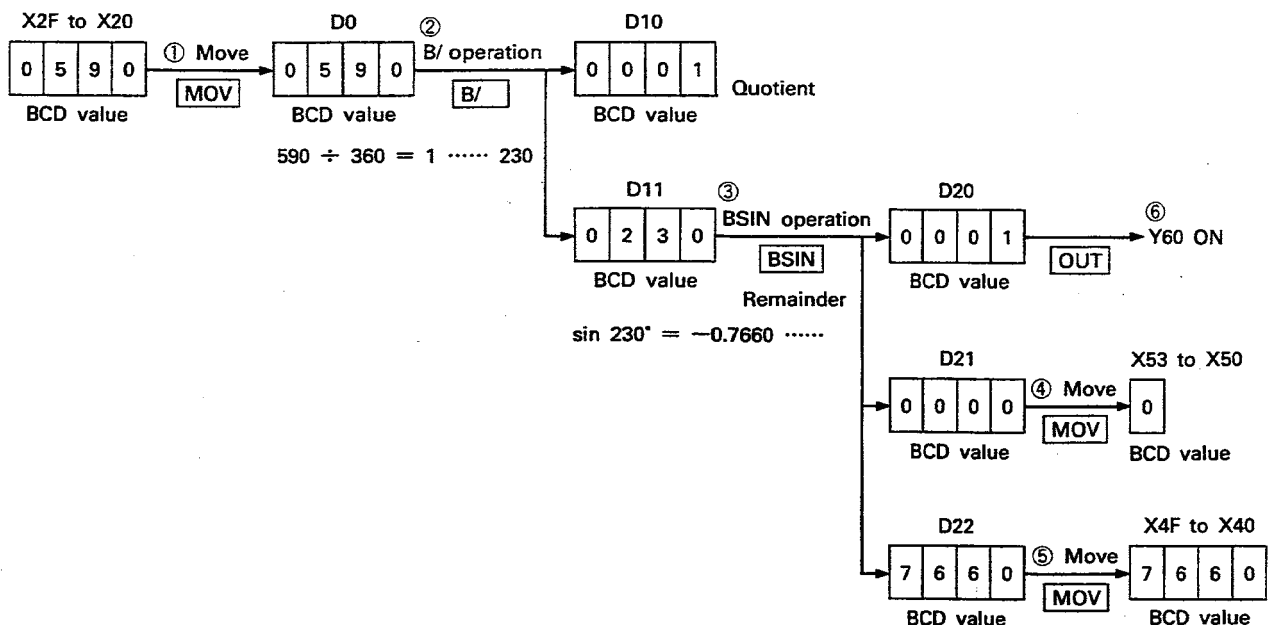 X2F to X20
D0
D10
① Move
② B/ operation
0 5 9 0
MOV
0 5 9 0
B/
0 0 0 1
Quotient
BCD value
BCD value
BCD value
590 ÷ 360 = 1 ······ 230
D11
D20
③ BSIN operation
⑥ Y60 ON
0 2 3 0
BSIN
0 0 0 1
OUT
BCD value
BCD value
Remainder
sin 230° = −0.7660 ······
D21
X53 to X50
0 0 0 0
④ Move
MOV
0
BCD value
BCD value
D22
X4F to X40
7 6 6 0
⑤ Move
MOV
7 6 6 0
BCD value
BCD value